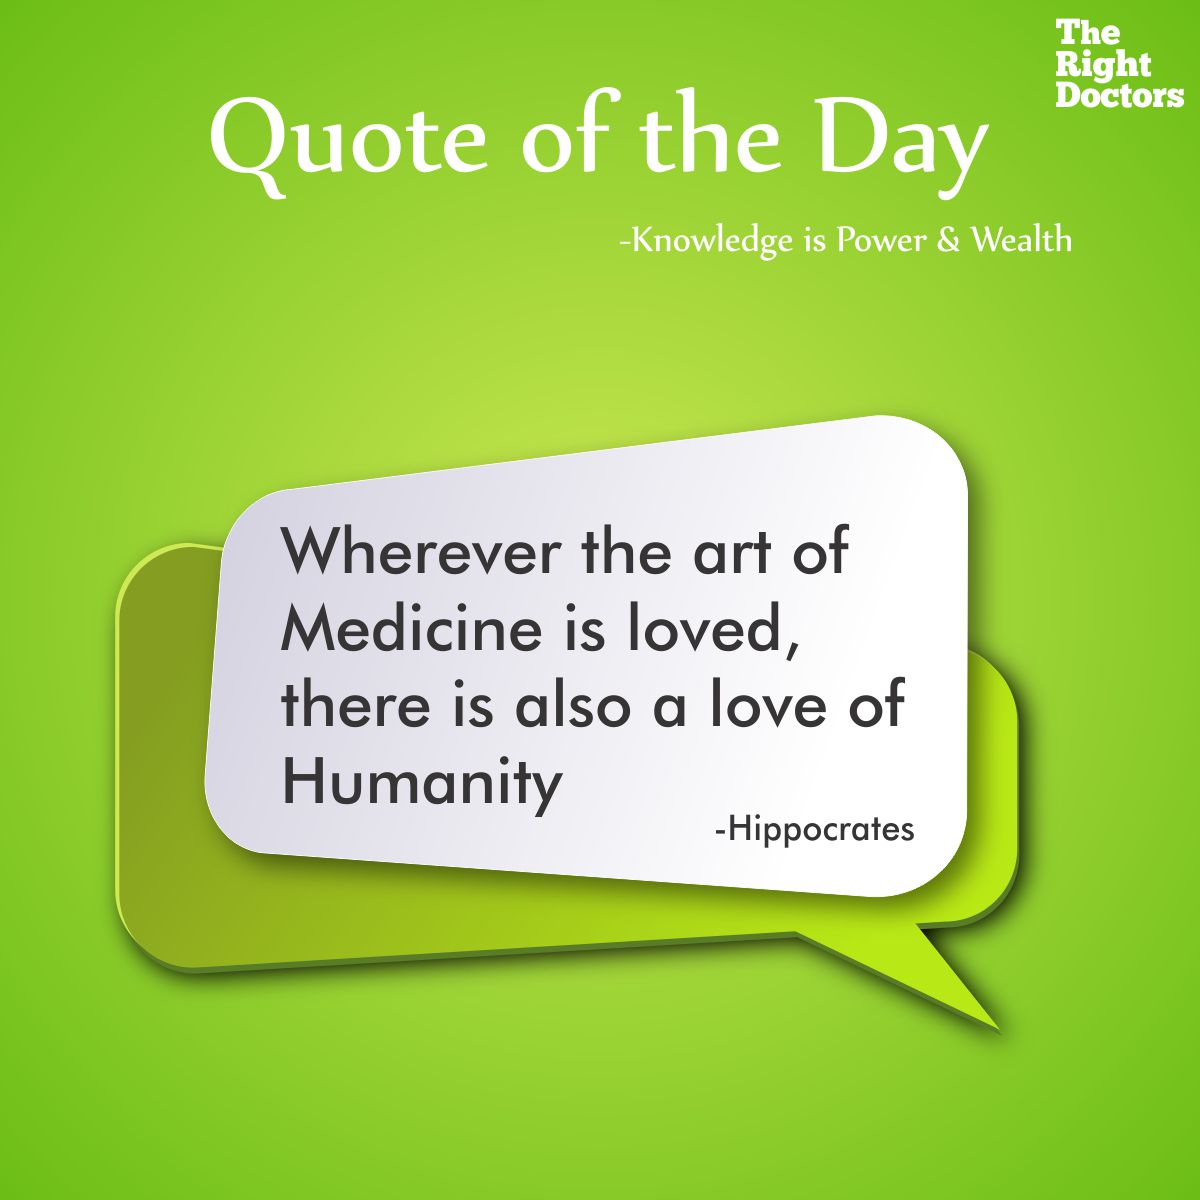 The
Right
Doctors
Quote of the Day
-Knowledge is Power & Wealth
Wherever the art of
Medicine is loved,
there is also a love of
Humanity
-Hippocrates